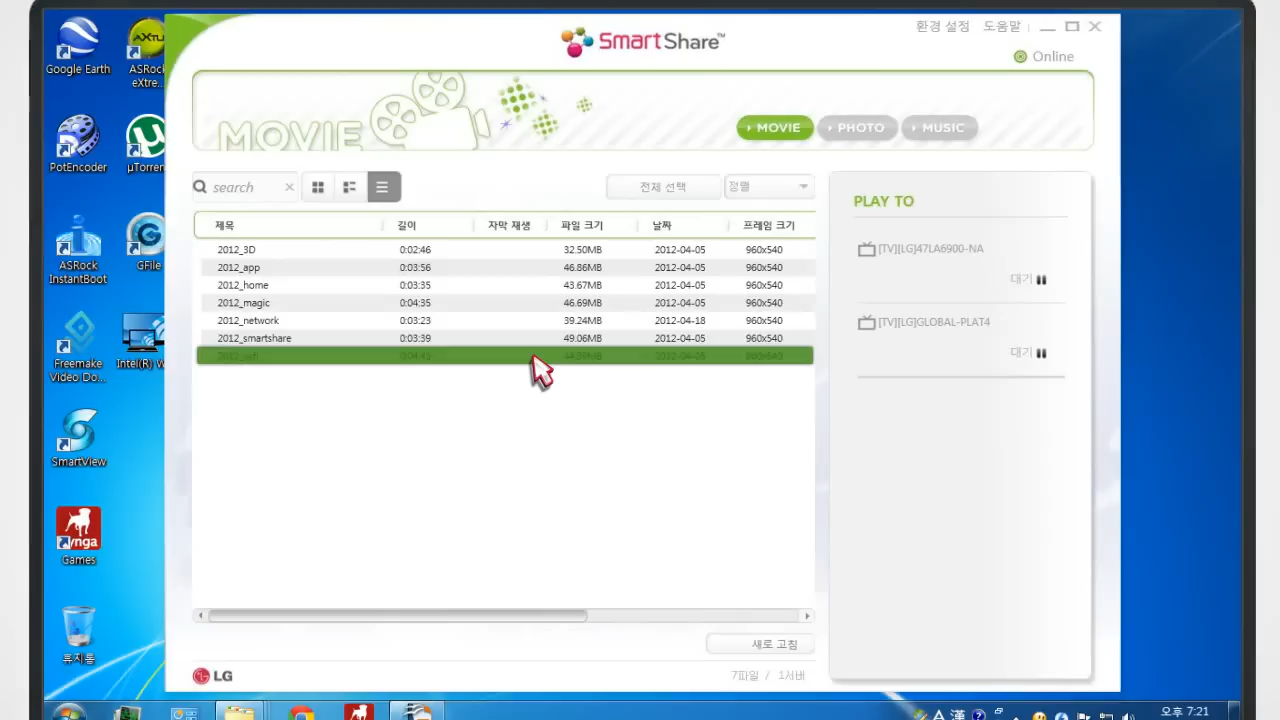 Google Earth
ASRock
eXtre...
PotEncoder
µTorrent
ASRock
InstantBoot
GFile
Freemake
Video Do...
Intel(R) W
SmartView
Games
휴지통
SmartShare™
환경 설정 도움말
Online
MOVIE
MOVIE
PHOTO
MUSIC
search
전체 선택
정렬
제목 길이 자막 재생 파일 크기 날짜 프레임 크기
2012_3D 0:02:46 32.50MB 2012-04-05 960x540
2012_app 0:03:56 46.86MB 2012-04-05 960x540
2012_home 0:03:35 43.67MB 2012-04-05 960x540
2012_magic 0:04:35 46.69MB 2012-04-05 960x540
2012_network 0:03:23 39.24MB 2012-04-18 960x540
2012_smartshare 0:03:39 49.06MB 2012-04-05 960x540
2012-04-05 960x540
PLAY TO
[TV][LG]47LA6900-NA
대기
[TV][LG]GLOBAL-PLAT4
대기
새로 고침
LG
7파일 / 1서버
A 漢
오후 7:21